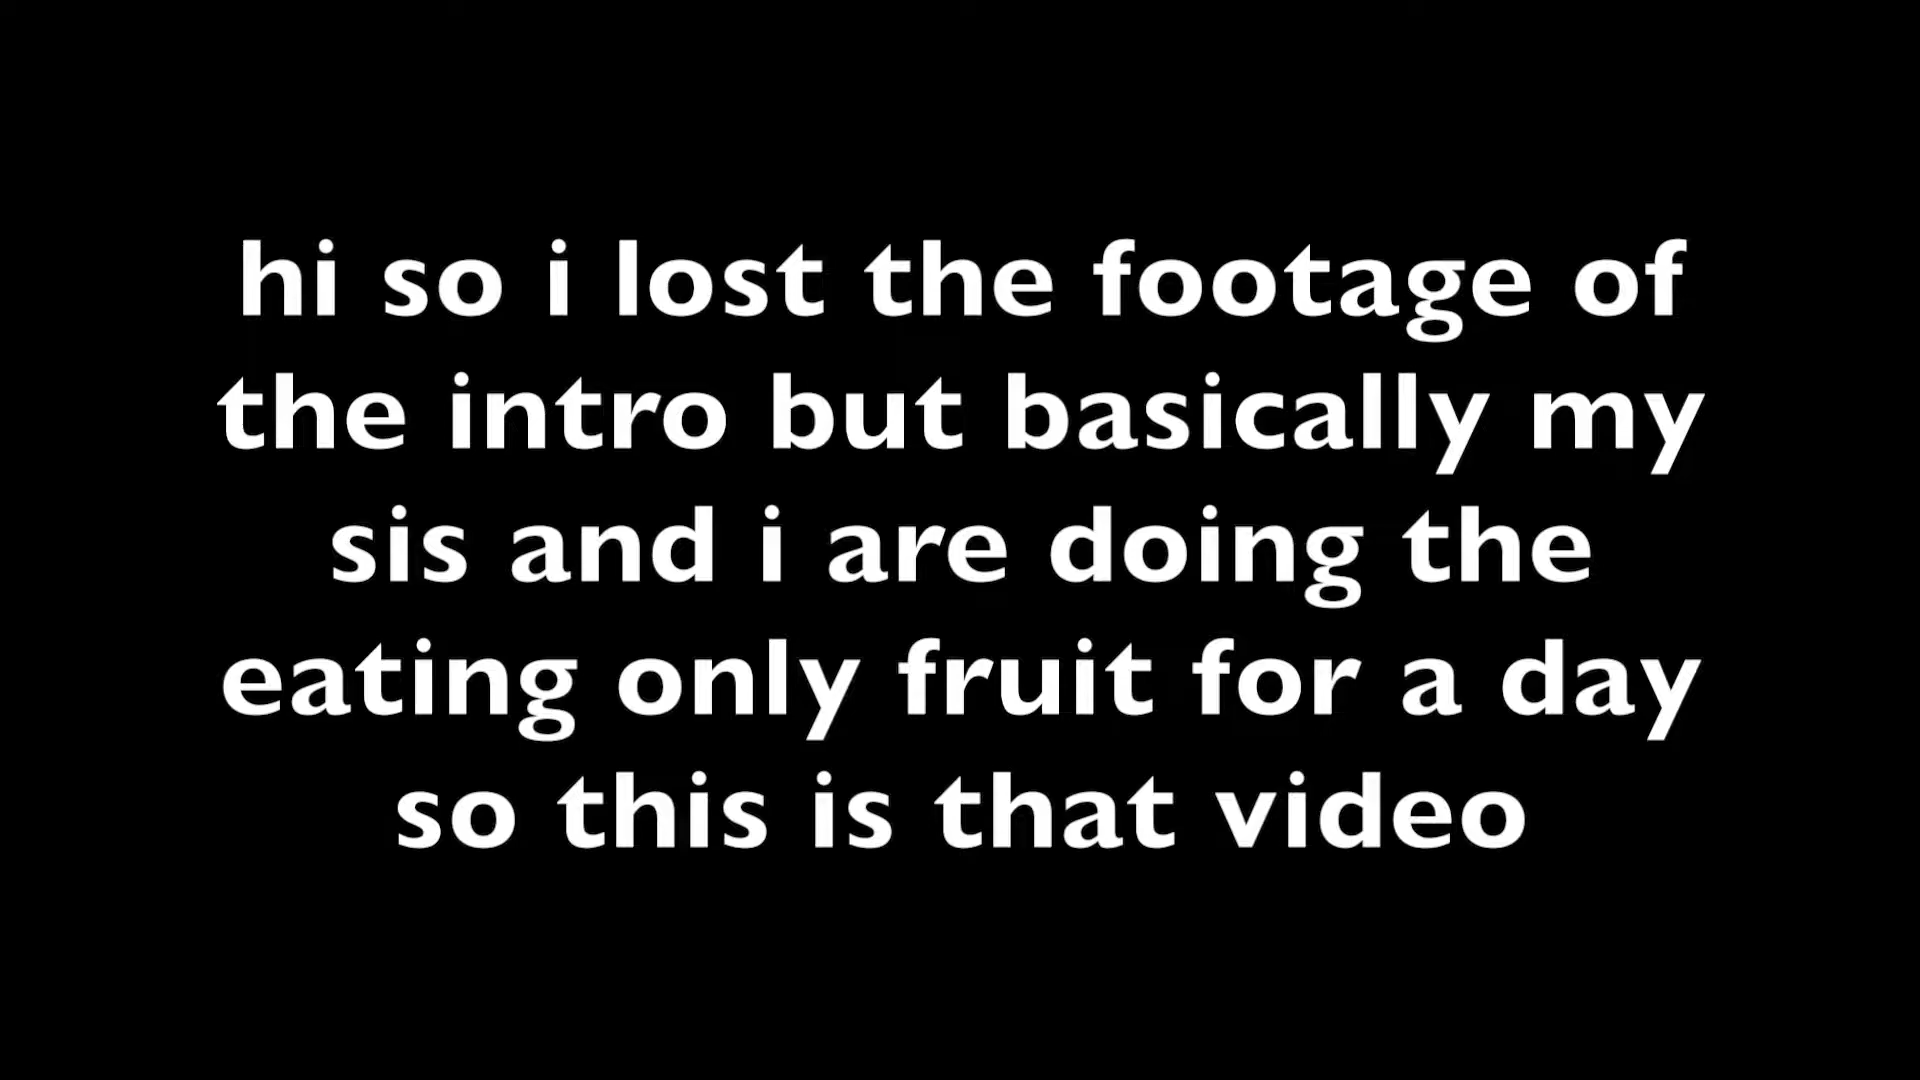 hi so i lost the footage of
the intro but basically my
sis and i are doing the
eating only fruit for a day
so this is that video